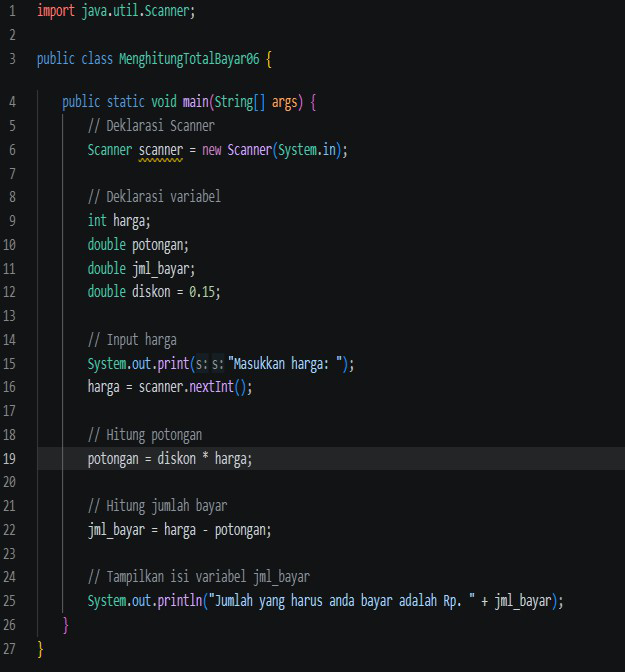 1 import java.util.Scanner;
2
3 public class MenghitungTotalBayar06 {
4 public static void main(String[] args) {
5 // Deklarasi Scanner
6 Scanner scanner = new Scanner(System.in);
7
8 // Deklarasi variabel
9 int harga;
10 double potongan;
11 double jml_bayar;
12 double diskon = 0.15;
13
14 // Input harga
15 System.out.print(s: s: "Masukkan harga: ");
16 harga = scanner.nextInt();
17
18 // Hitung potongan
19 potongan = diskon * harga;
20
21 // Hitung jumlah bayar
22 jml_bayar = harga - potongan;
23
24 // Tampilkan isi variabel jml_bayar
25 System.out.println("Jumlah yang harus anda bayar adalah Rp. " + jml_bayar);
26 }
27 }